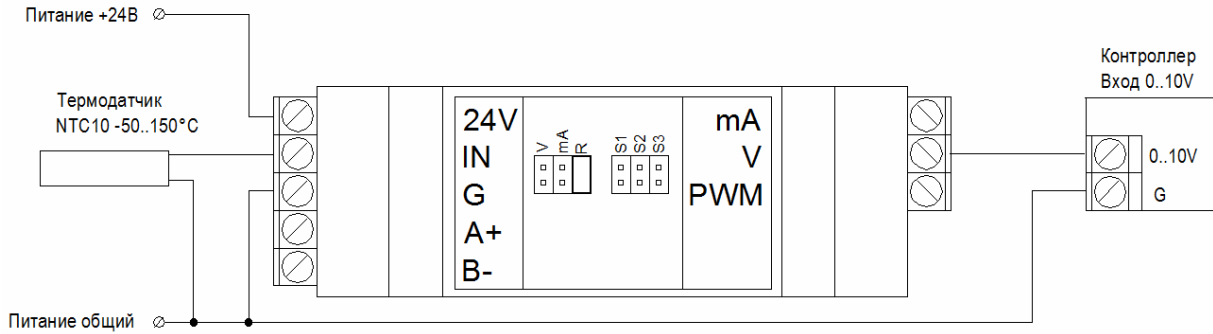 Питание +24В
Термодатчик
NTC10 -50..150°C
24V
IN
G
A+
B-
V
mA
R
S1
S2
S3
mA
V
PWM
Контроллер
Вход 0..10V
0..10V
G
Питание общий